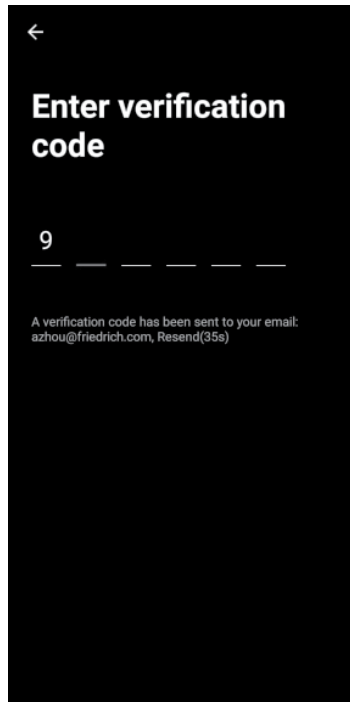 Enter verification
code
9
A verification code has been sent to your email:
azhou@friedrich.com, Resend(35s)